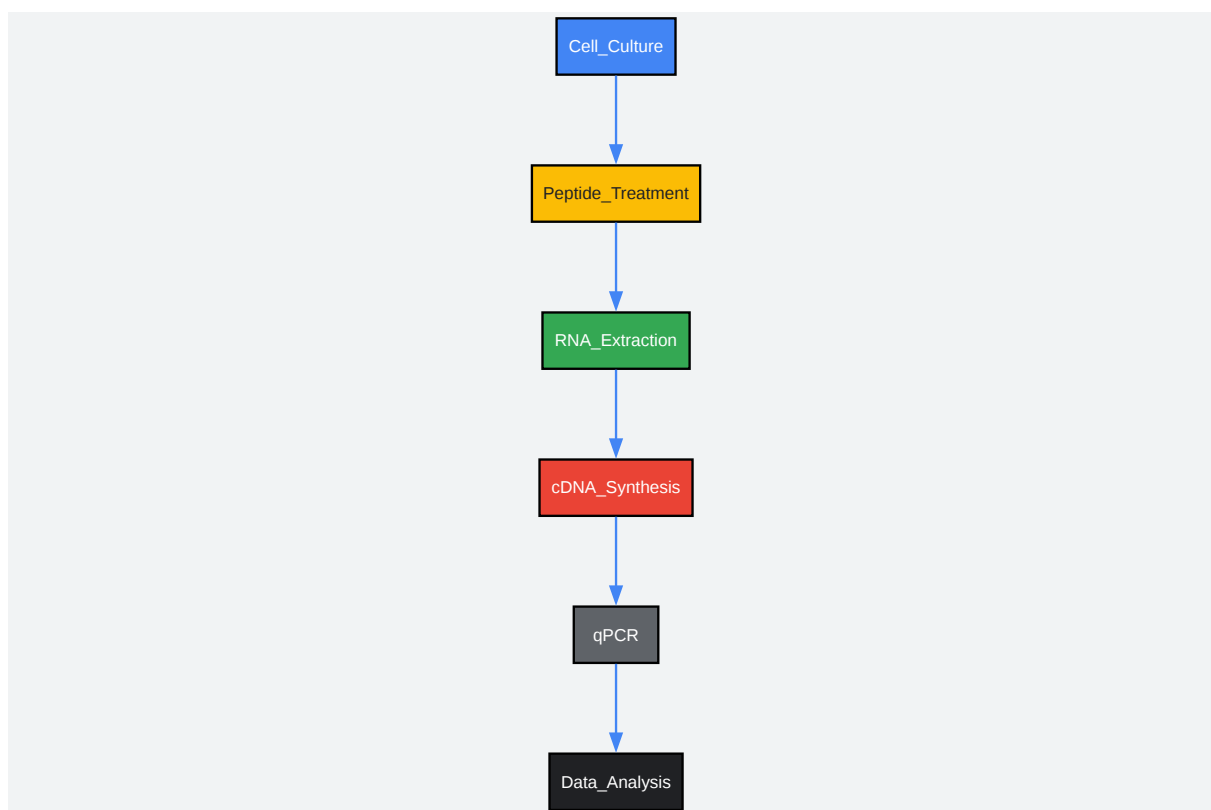 Cell_Culture
Peptide_Treatment
RNA_Extraction
cDNA_Synthesis
qPCR
Data_Analysis